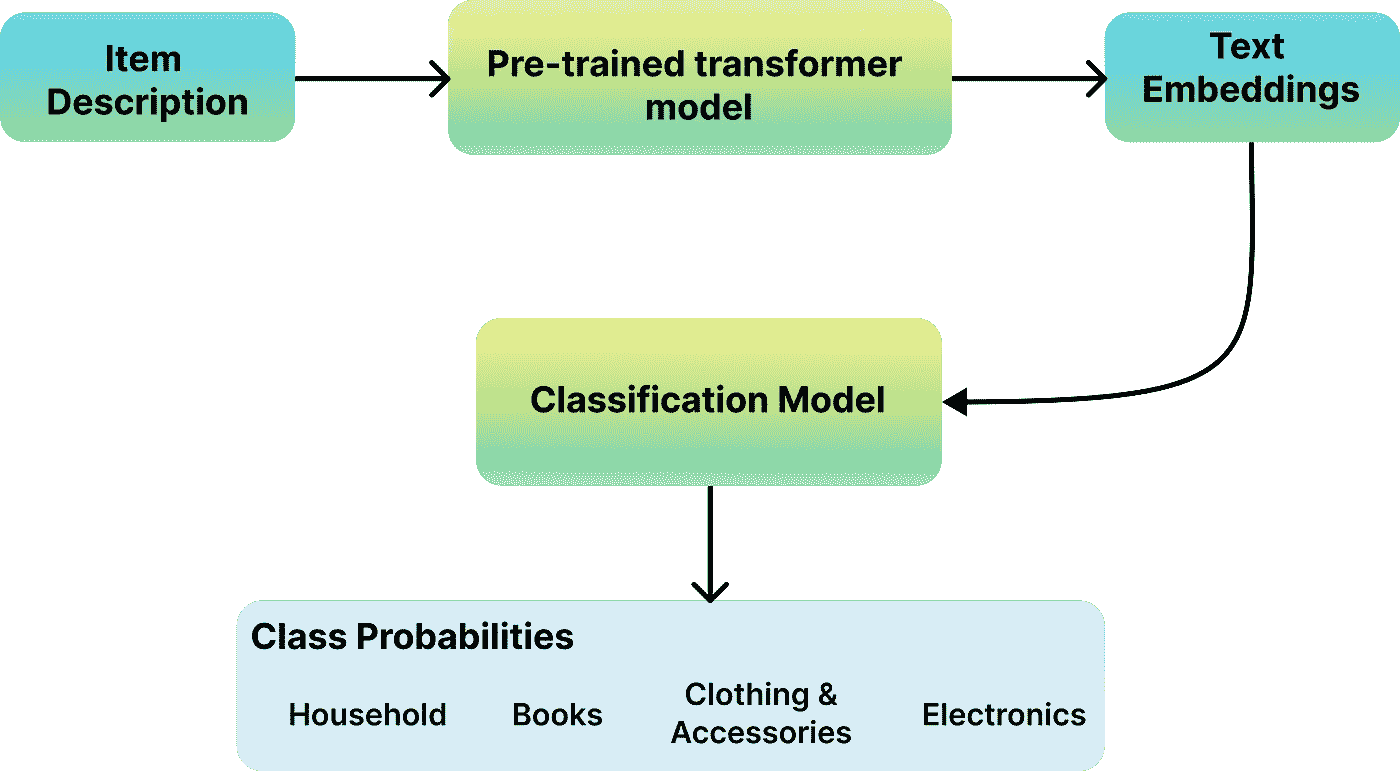 Item
Description
Pre-trained transformer
model
Text
Embeddings
Classification Model
Class Probabilities
Household
Books
Clothing &
Accessories
Electronics